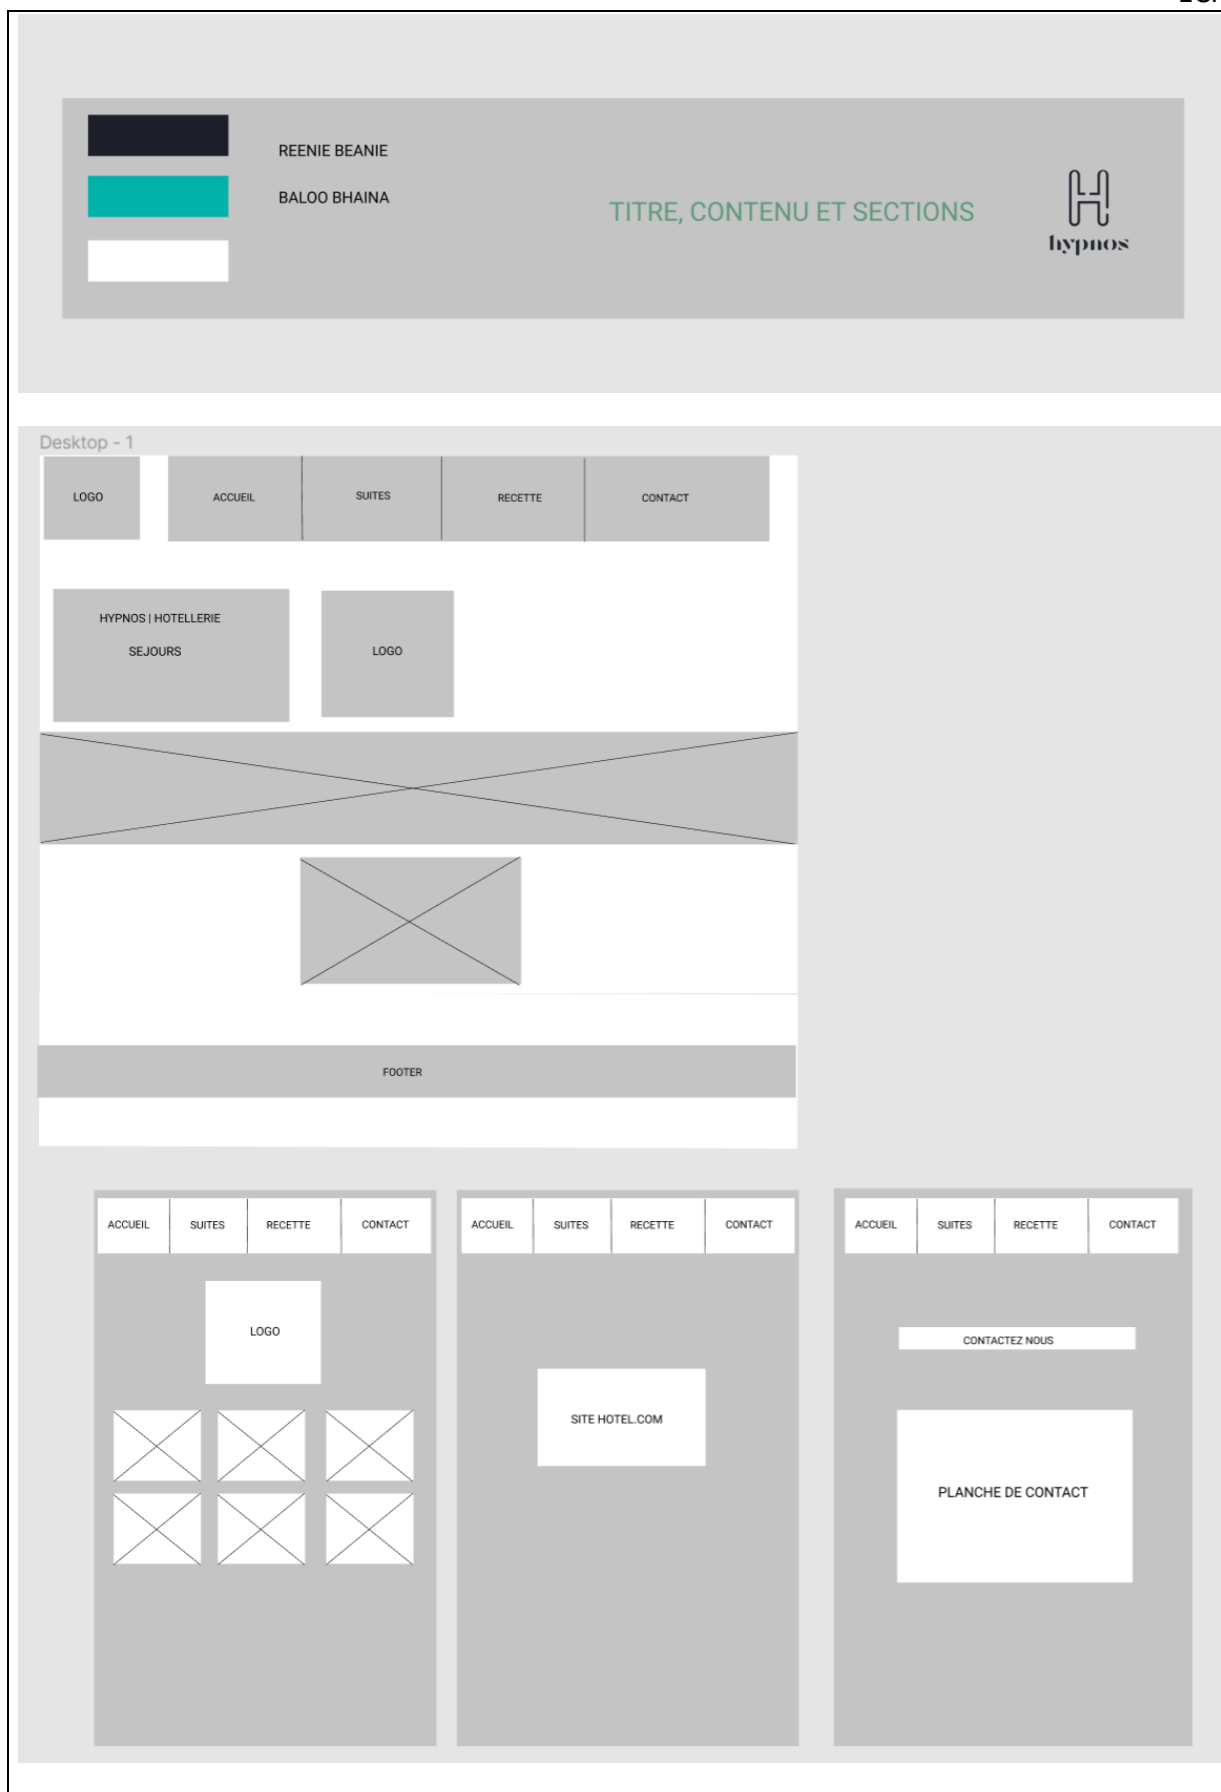 REENIE BEANIE
BALOO BHAINA
TITRE, CONTENU ET SECTIONS
hypnos
Desktop - 1
LOGO ACCUEIL SUITES RECETTE CONTACT
HYPNOS | HOTELLERIE
SEJOURS
LOGO
FOOTER
ACCUEIL SUITES RECETTE CONTACT
LOGO
ACCUEIL SUITES RECETTE CONTACT
SITE HOTEL.COM
ACCUEIL SUITES RECETTE CONTACT
CONTACTEZ NOUS
PLANCHE DE CONTACT